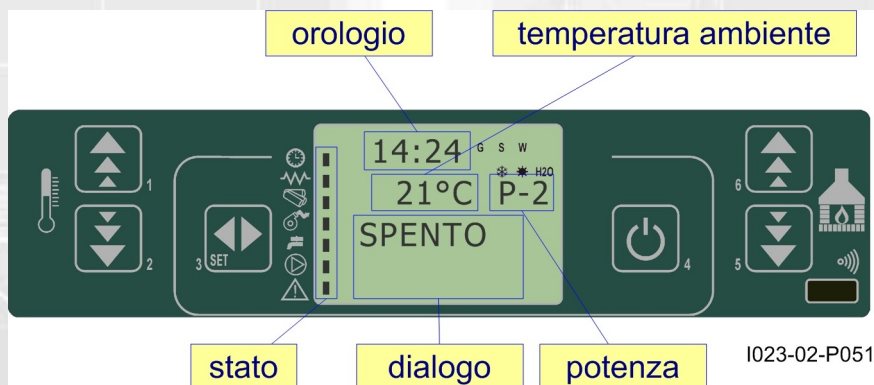 orologio
temperatura ambiente
14:24
G S W
H2O
21°C
P-2
SPENTO
1
2
3
SET
4
5
6
stato
dialogo
potenza
I023-02-P051